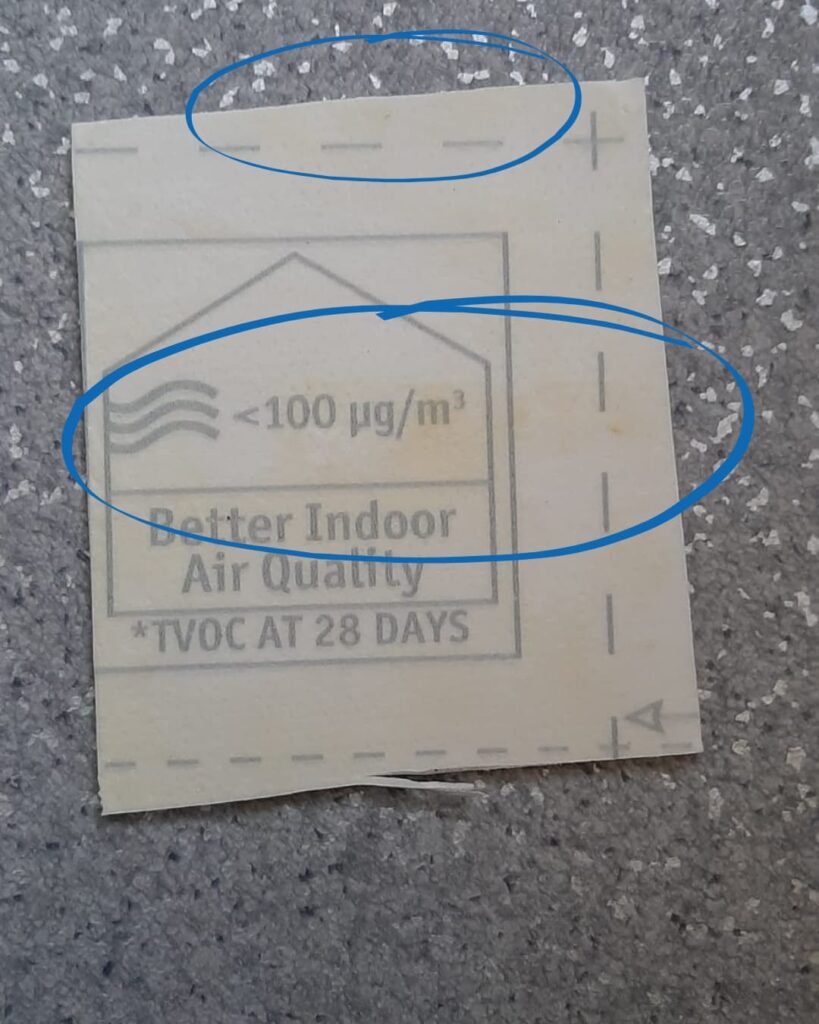 <100 µg/m³
Better Indoor
Air Quality
*TVOC AT 28 DAYS